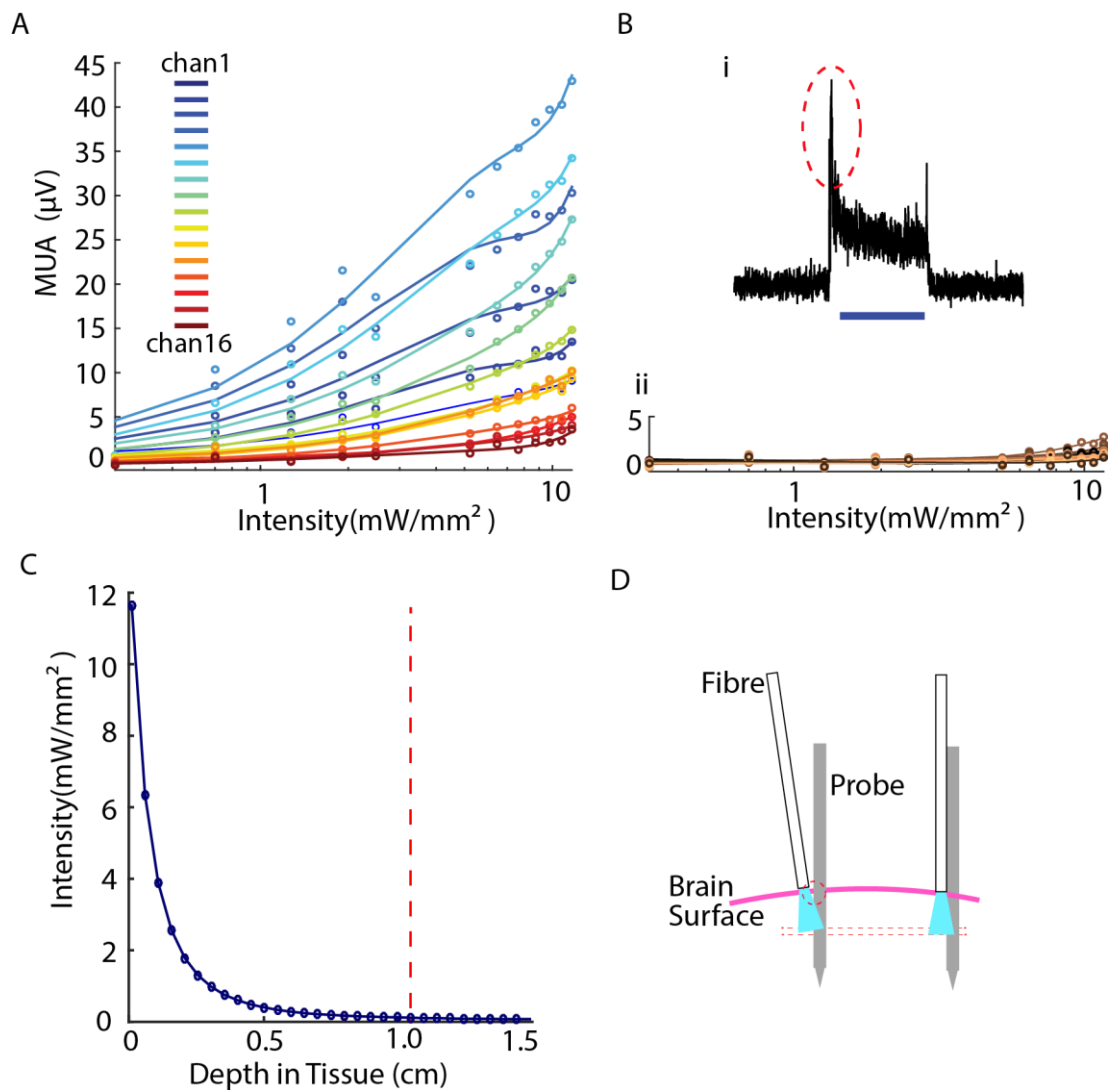 A
chan1
chan16
45
40
35
30
25
20
15
10
5
0
MUA (µV)
1
10
Intensity(mW/mm²)
B
i
ii
5
0
1
10
Intensity(mW/mm²)
C
12
10
8
6
4
2
0
Intensity(mW/mm²)
0
0.5
1.0
1.5
Depth in Tissue (cm)
D
Fibre
Probe
Brain
Surface